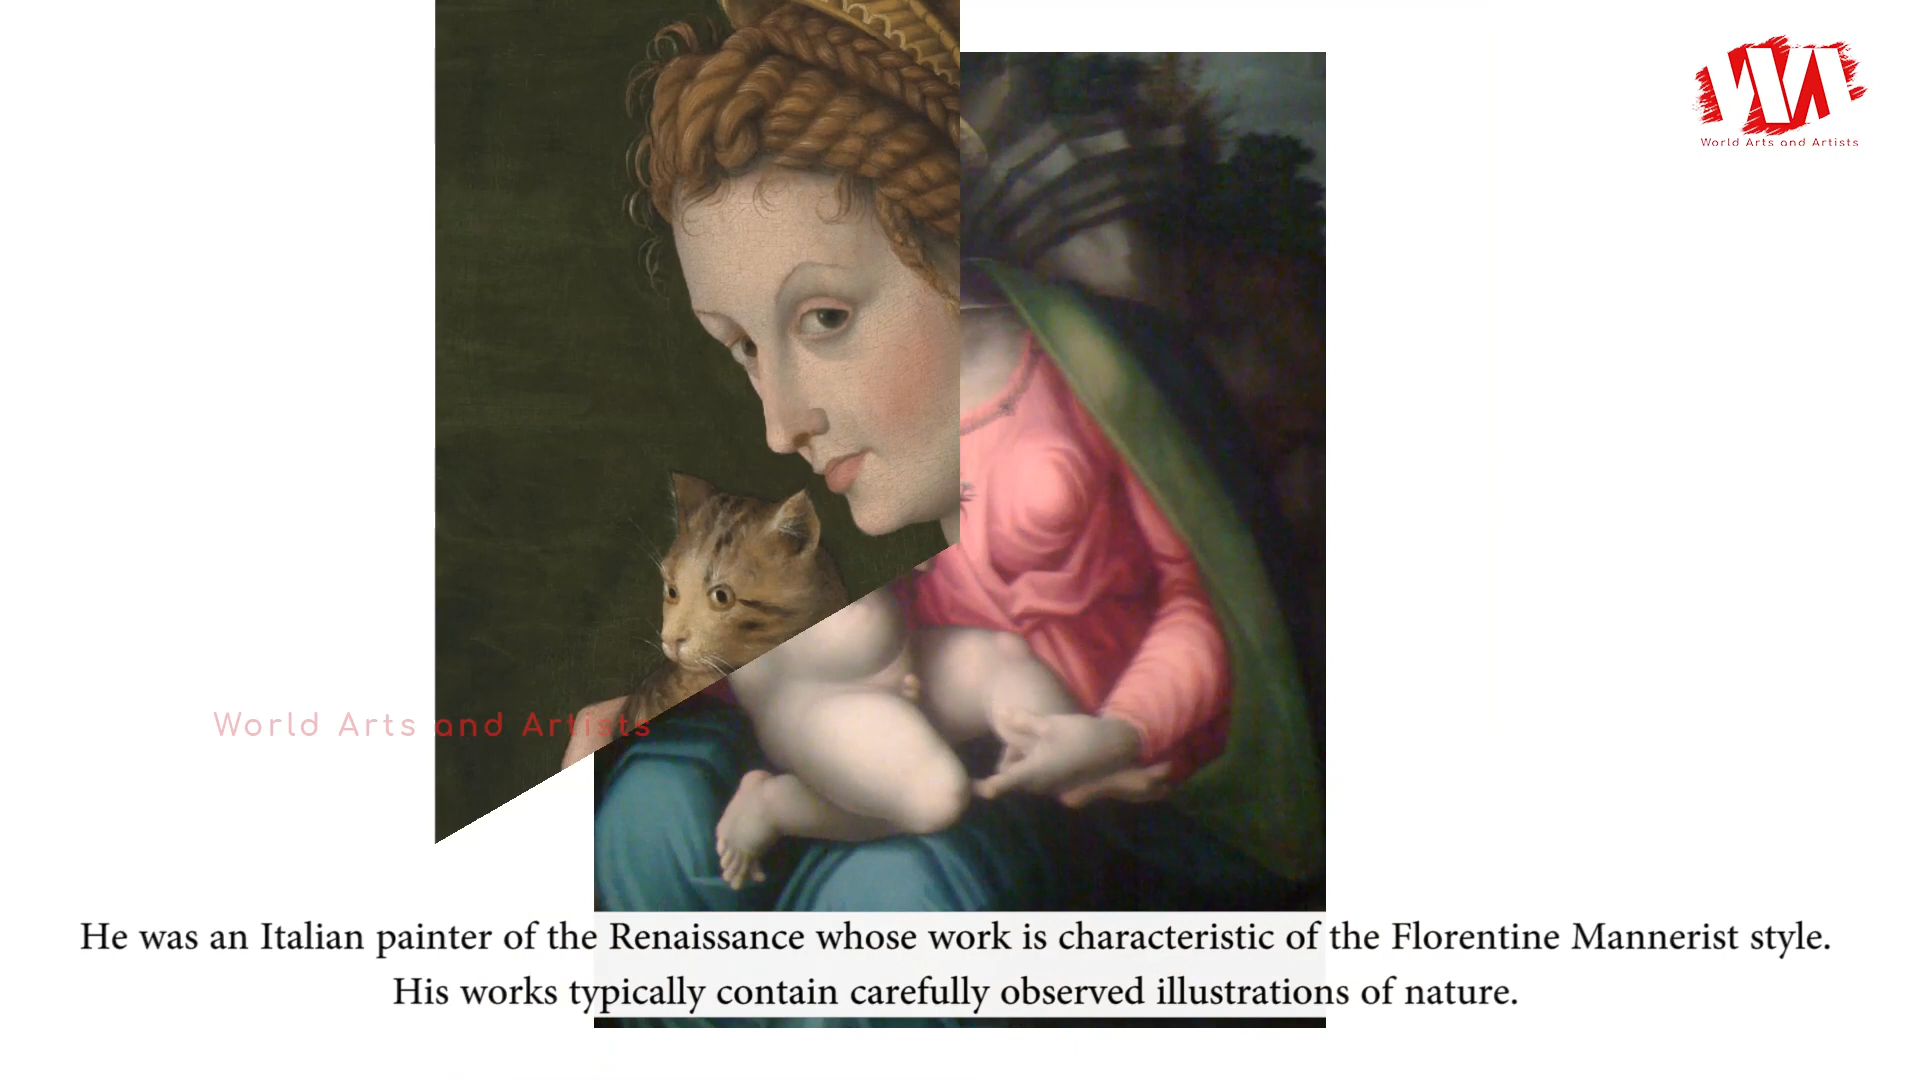 World Arts and Artists
World Arts and Artists
He was an Italian painter of the Renaissance whose work is characteristic of the Florentine Mannerist style.
His works typically contain carefully observed illustrations of nature.